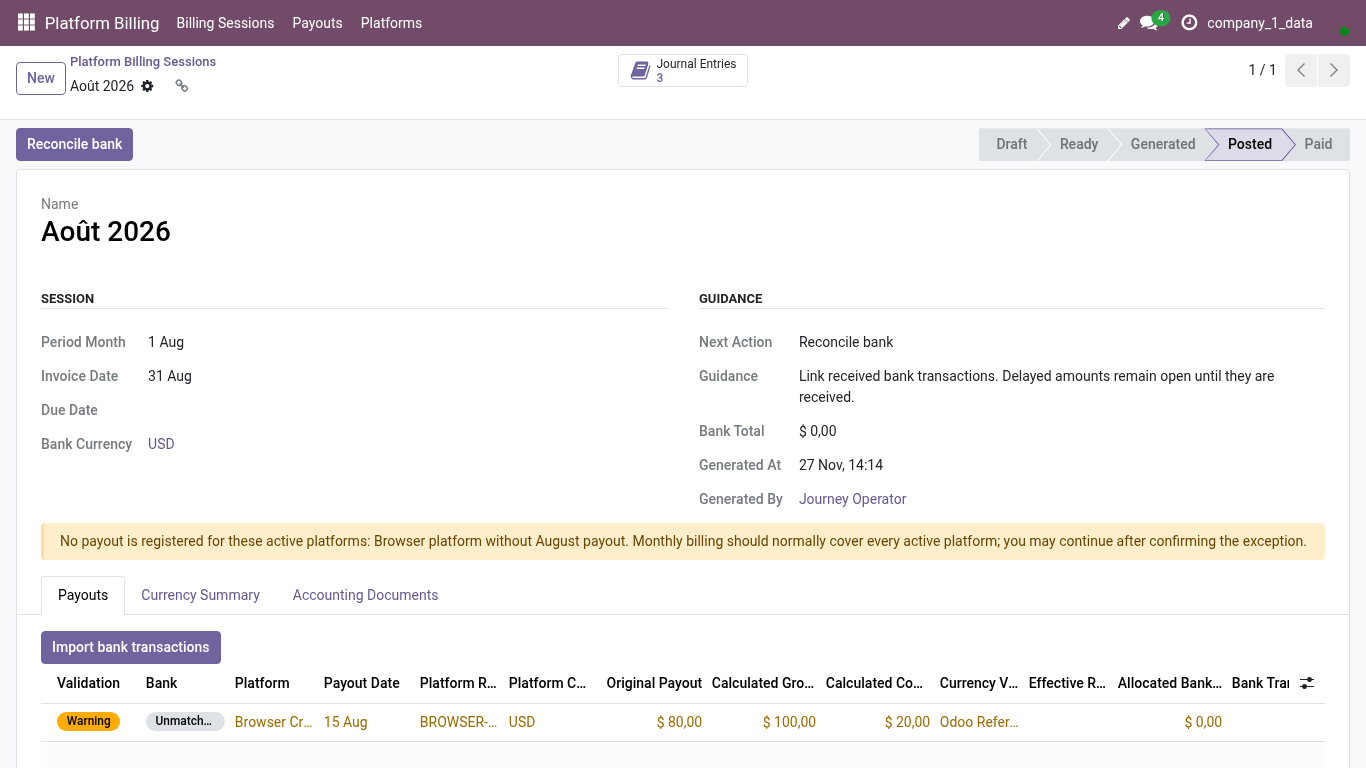 Platform Billing Billing Sessions Payouts Platforms 4 company_1_data
New Platform Billing Sessions
Août 2026
Journal Entries
3
1 / 1
Reconcile bank
Draft Ready Generated Posted Paid
Name
Août 2026
SESSION
Period Month 1 Aug
Invoice Date 31 Aug
Due Date
Bank Currency USD
GUIDANCE
Next Action Reconcile bank
Guidance Link received bank transactions. Delayed amounts remain open until they are
received.
Bank Total $ 0,00
Generated At 27 Nov, 14:14
Generated By Journey Operator
No payout is registered for these active platforms: Browser platform without August payout. Monthly billing should normally cover every active platform; you may continue after confirming the exception.
Payouts Currency Summary Accounting Documents
Import bank transactions
Validation Bank Platform Payout Date Platform R... Platform C... Original Payout Calculated Gro... Calculated Co... Currency V... Effective R... Allocated Bank... Bank Tra
Warning Unmatch... Browser Cr... 15 Aug BROWSER-... USD $ 80,00 $ 100,00 $ 20,00 Odoo Refer... $ 0,00